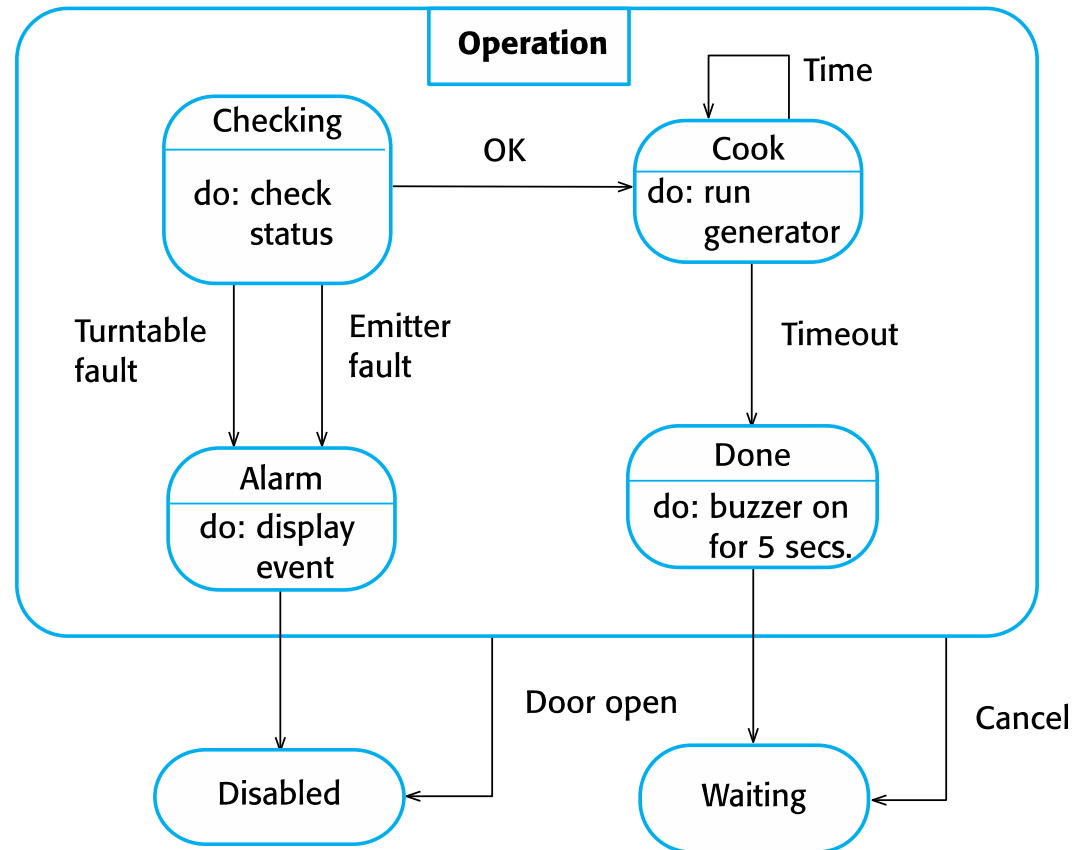 Operation
Time
Checking
OK
Cook
do: check
status
do: run
generator
Turntable
fault
Emitter
fault
Timeout
Alarm
do: display
event
Done
do: buzzer on
for 5 secs.
Door open
Cancel
Disabled
Waiting